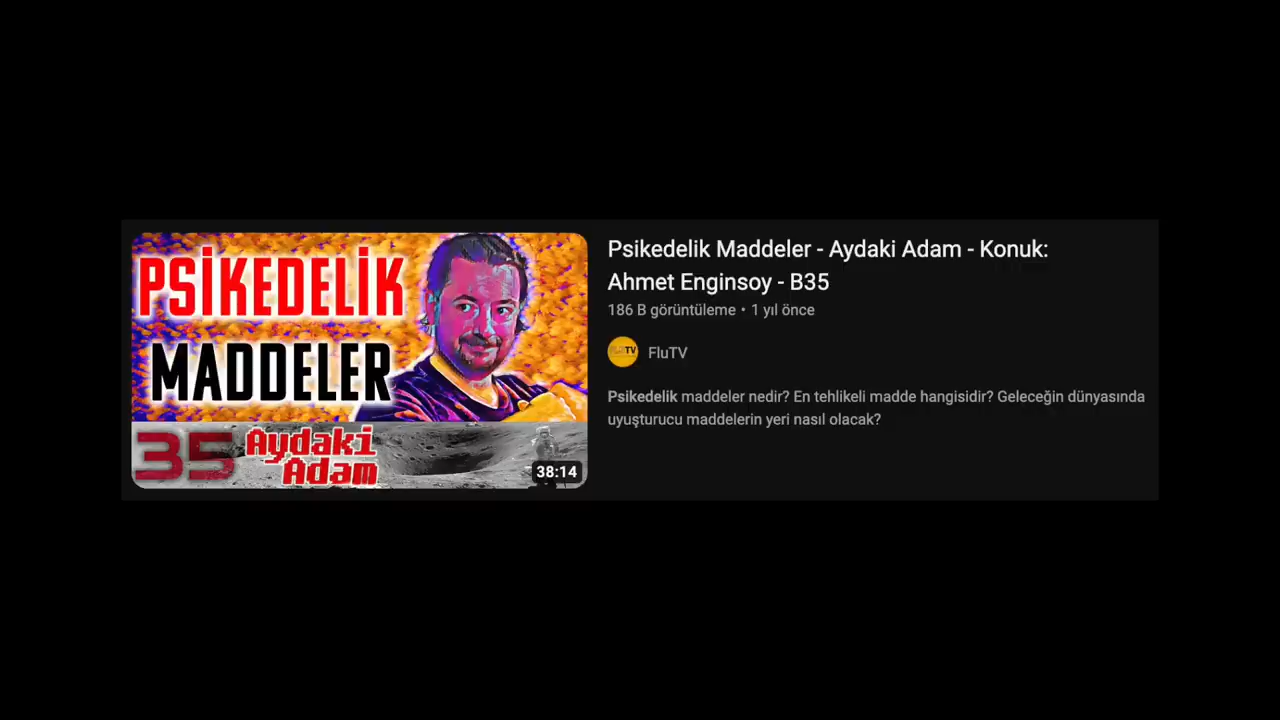 PSİKEDELİK
MADDELER
35 Aydaki
Adam
38:14
Psikedelik Maddeler - Aydaki Adam - Konuk:
Ahmet Enginsoy - B35
186 B görüntüleme • 1 yıl önce
FluTV
Psikedelik maddeler nedir? En tehlikeli madde hangisidir? Geleceğin dünyasında
uyuşturucu maddelerin yeri nasıl olacak?